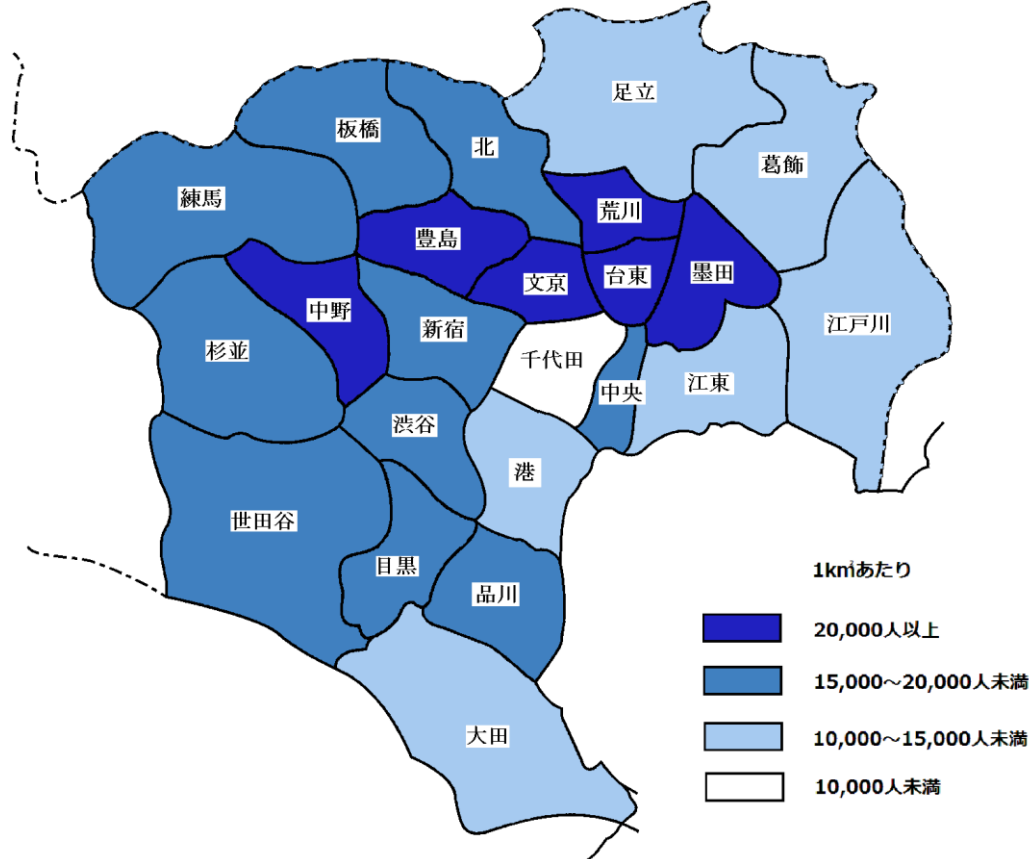 足立
板橋
北
葛飾
練馬
荒川
豊島
台東
墨田
文京
中野
新宿
江戸川
杉並
千代田
中央
江東
渋谷
港
世田谷
目黒
品川
大田
1k㎡あたり
20,000人以上
15,000～20,000人未満
10,000～15,000人未満
10,000人未満